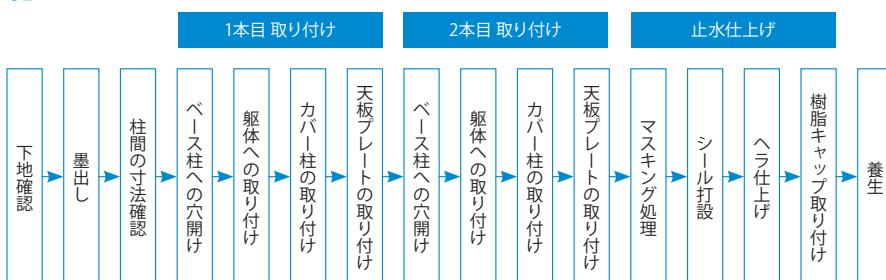 1本目 取り付け
2本目 取り付け
止水仕上げ
下地確認
墨出し
柱間の寸法確認
ベース柱への穴開け
躯体への取り付け
カバー柱の取り付け
天板プレートの取り付け
ベース柱への穴開け
躯体への取り付け
カバー柱の取り付け
天板プレートの取り付け
マスキング処理
シール打設
ヘラ仕上げ
樹脂キャップ取り付け
養生